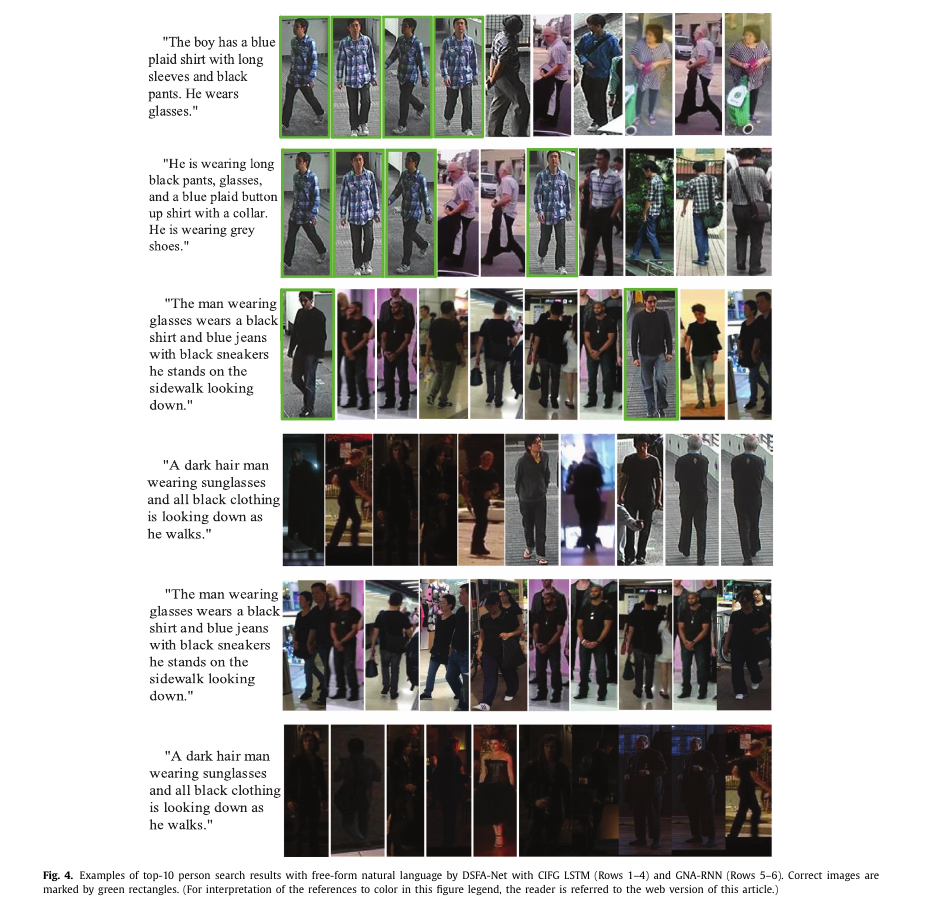 "The boy has a blue
plaid shirt with long
sleeves and black
pants. He wears
glasses."
"He is wearing long
black pants, glasses,
and a blue plaid button
up shirt with a collar.
He is wearing grey
shoes."
"The man wearing
glasses wears a black
shirt and blue jeans
with black sneakers
he stands on the
sidewalk looking
down."
"A dark hair man
wearing sunglasses
and all black clothing
is looking down as
he walks."
"The man wearing
glasses wears a black
shirt and blue jeans
with black sneakers
he stands on the
sidewalk looking
down."
"A dark hair man
wearing sunglasses
and all black clothing
is looking down as
he walks."
Fig. 4. Examples of top-10 person search results with free-form natural language by DSFA-Net with CIFG LSTM (Rows 1–4) and GNA-RNN (Rows 5–6). Correct images are
marked by green rectangles. (For interpretation of the references to color in this figure legend, the reader is referred to the web version of this article.)